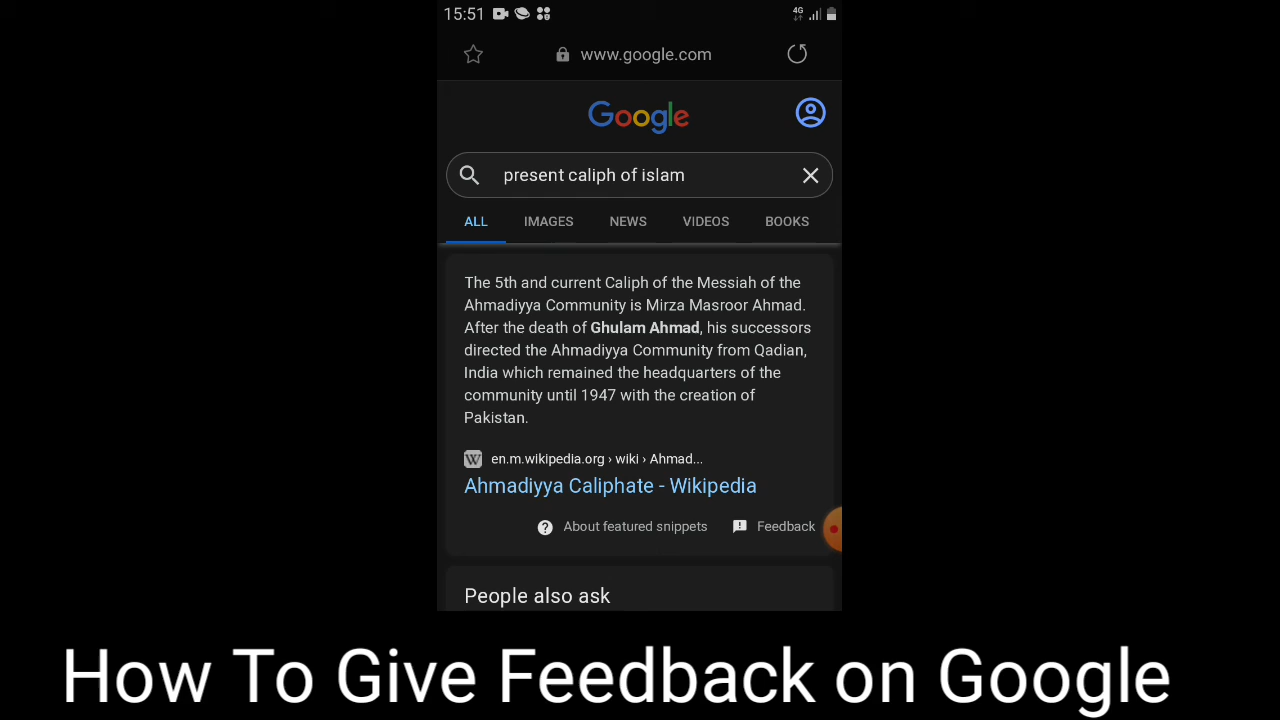 15:51
4G
www.google.com
Google
present caliph of islam
ALL IMAGES NEWS VIDEOS BOOKS
The 5th and current Caliph of the Messiah of the
Ahmadiyya Community is Mirza Masroor Ahmad.
After the death of Ghulam Ahmad, his successors
directed the Ahmadiyya Community from Qadian,
India which remained the headquarters of the
community until 1947 with the creation of
Pakistan.
W en.m.wikipedia.org › wiki › Ahmad...
Ahmadiyya Caliphate - Wikipedia
About featured snippets Feedback
People also ask
How To Give Feedback on Google